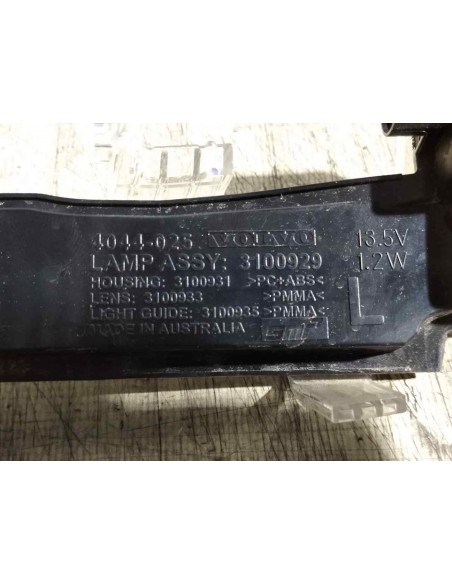 4044-025 VOLVO 13.5V
LAMP ASSY: 3100929 1.2W
HOUSING: 3100931 >PC+ABS<
LENS: 3100933 >PMMA<
LIGHT GUIDE: 3100935 >PMMA<
MADE IN AUSTRALIA
L